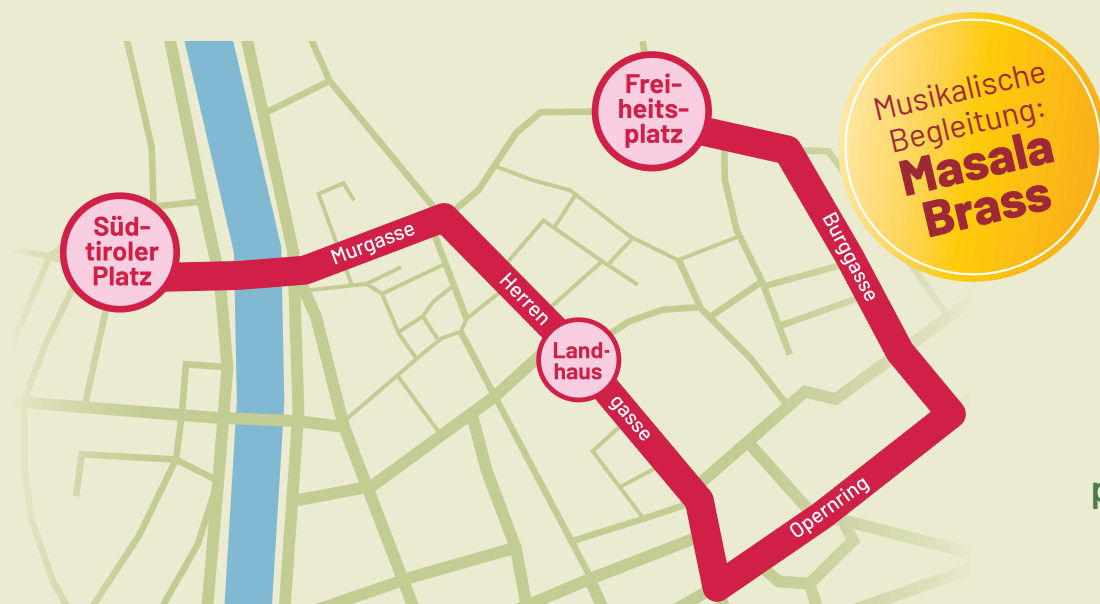 Frei-
heits-
platz
Musikalische
Begleitung:
Masala
Brass
Süd-
tiroler
Platz
Murgasse
Herren
Land-
haus
gasse
Burggasse
Opernring